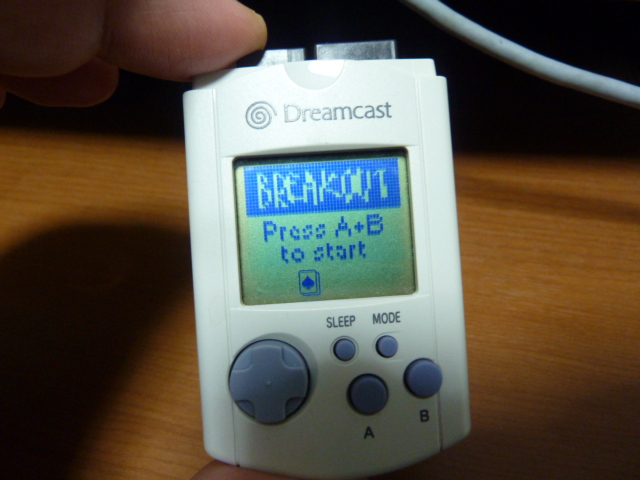 Dreamcast
BREAKOUT
Press A+B
to start
SLEEP MODE
A B